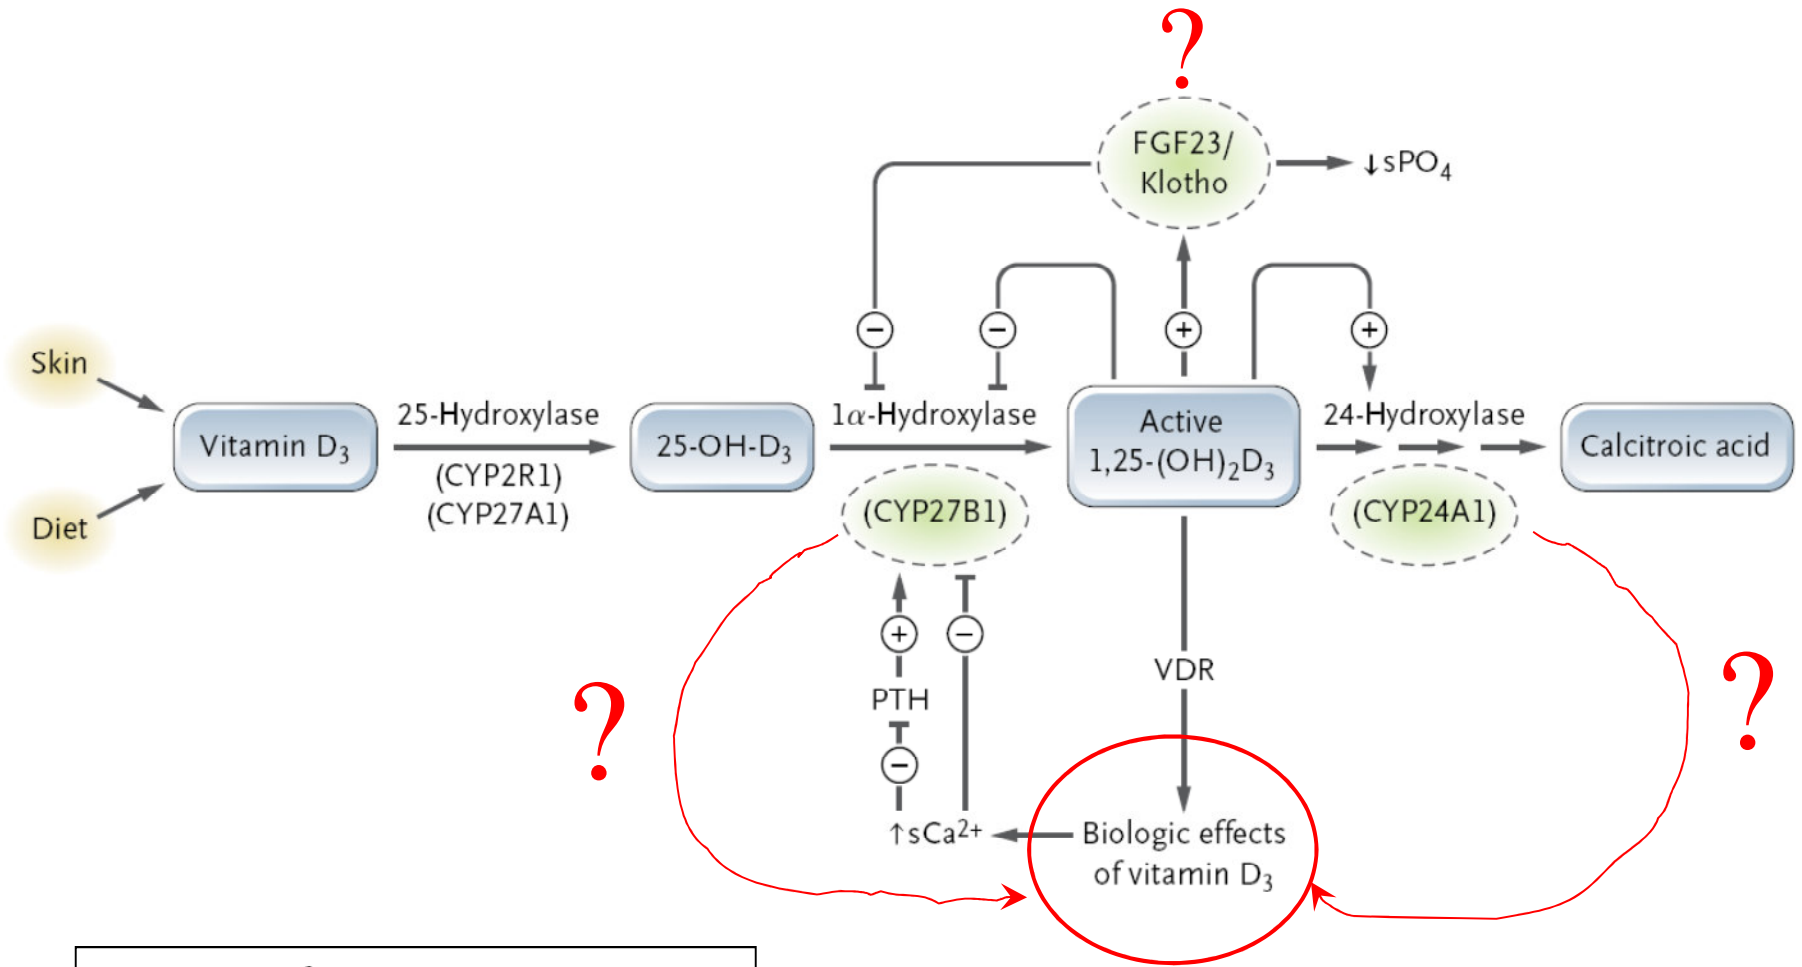 ?
FGF23/
Klotho
↓sPO₄
−
−
+
+
Skin
Diet
Vitamin D₃
25-Hydroxylase
(CYP2R1)
(CYP27A1)
25-OH-D₃
1α-Hydroxylase
(CYP27B1)
Active
1,25-(OH)₂D₃
24-Hydroxylase
(CYP24A1)
Calcitroic acid
+
−
PTH
−
↑sCa²⁺
VDR
Biologic effects
of vitamin D₃
?
?